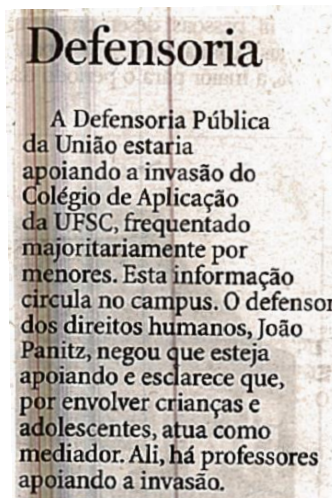 Defensoria
A Defensoria Pública
da União estaria
apoiando a invasão do
Colégio de Aplicação
da UFSC, frequentado
majoritariamente por
menores. Esta informação
circula no campus. O defensor
dos direitos humanos, João
Panitz, negou que esteja
apoiando e esclarece que,
por envolver crianças e
adolescentes, atua como
mediador. Ali, há professores
apoiando a invasão.